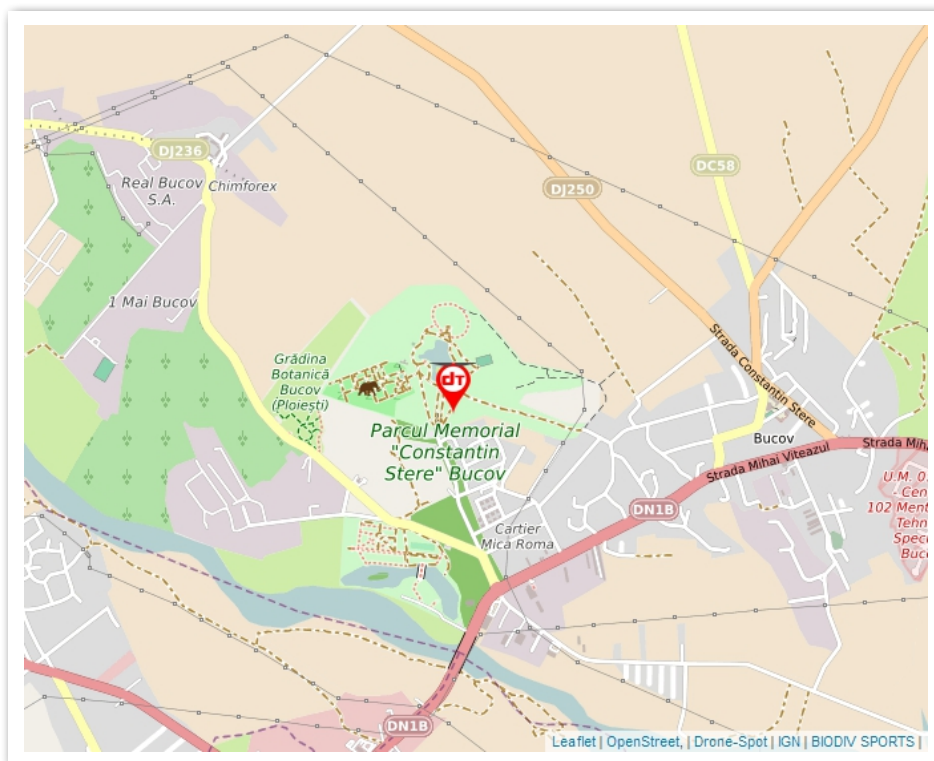 DJ236
DC58
Real Bucov
S.A.
Chimforex
DJ250
1 Mai Bucov
Grădina
Botanică
Bucov
(Ploiești)
dT
Strada Constantin Stere
Parcul Memorial
"Constantin
Stere" Bucov
Bucov
Strada Mihai Viteazul
Strada Mih
U.M. 0
Cen
102 Ment
Tehn
Spec
Buc
DN1B
Cartier
Mica Roma
DN1B
Leaflet | OpenStreet, | Drone-Spot | IGN | BIODIV SPORTS |